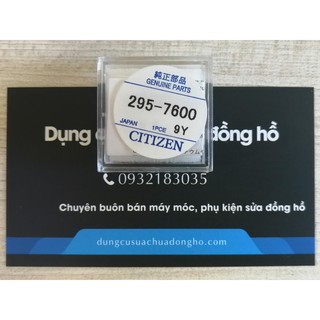 純正部品
GENUINE PARTS
295-7600
JAPAN 1PCE 9Y
CITIZEN
Dụng đồng hồ
0932183035
Chuyên buôn bán máy móc, phụ kiện sửa đồng hồ
dungcusuachuadongho.com